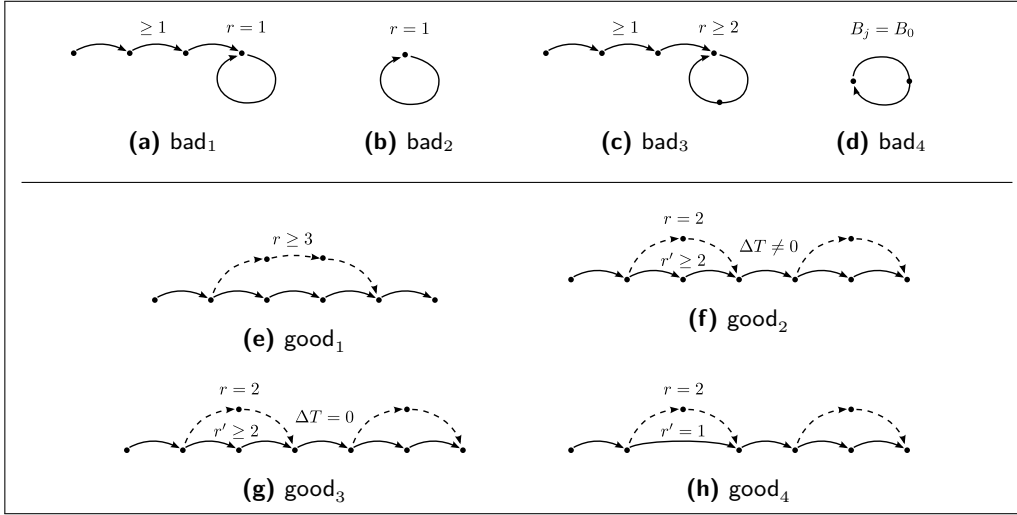 ≥ 1 r = 1 r = 1 ≥ 1 r ≥ 2 B_j = B_0
(a) bad_1 (b) bad_2 (c) bad_3 (d) bad_4
r ≥ 3
(e) good_1
r = 2
ΔT ≠ 0
r′ ≥ 2
(f) good_2
r = 2
ΔT = 0
r′ ≥ 2
(g) good_3
r = 2
r′ = 1
(h) good_4